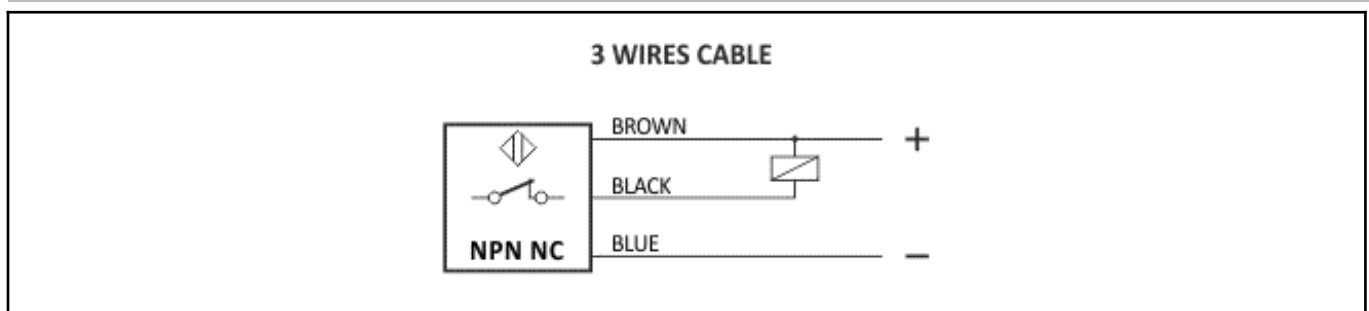 3 WIRES CABLE
BROWN
+
BLACK
NPN NC
BLUE
−